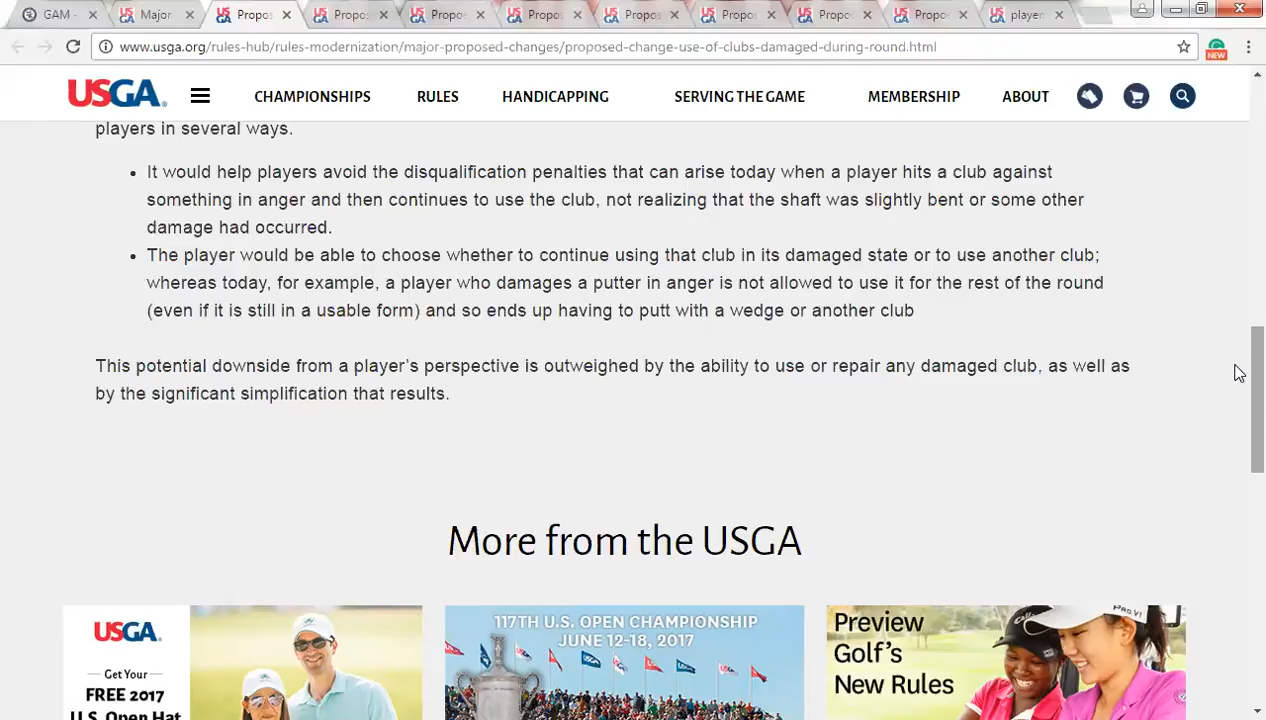 GAM -
Major
Propos
Propos
Propos
Propos
Propos
Propos
Propos
Propos
player
www.usga.org/rules-hub/rules-modernization/major-proposed-changes/proposed-change-use-of-clubs-damaged-during-round.html
NEW
USGA
CHAMPIONSHIPS RULES HANDICAPPING SERVING THE GAME MEMBERSHIP ABOUT
players in several ways.
• It would help players avoid the disqualification penalties that can arise today when a player hits a club against
something in anger and then continues to use the club, not realizing that the shaft was slightly bent or some other
damage had occurred.
• The player would be able to choose whether to continue using that club in its damaged state or to use another club;
whereas today, for example, a player who damages a putter in anger is not allowed to use it for the rest of the round
(even if it is still in a usable form) and so ends up having to putt with a wedge or another club
This potential downside from a player's perspective is outweighed by the ability to use or repair any damaged club, as well as
by the significant simplification that results.
More from the USGA
USGA
Get Your
FREE 2017
U.S. Open Hat
117TH U.S. OPEN CHAMPIONSHIP
JUNE 12-18, 2017
Preview
Golf's
New Rules